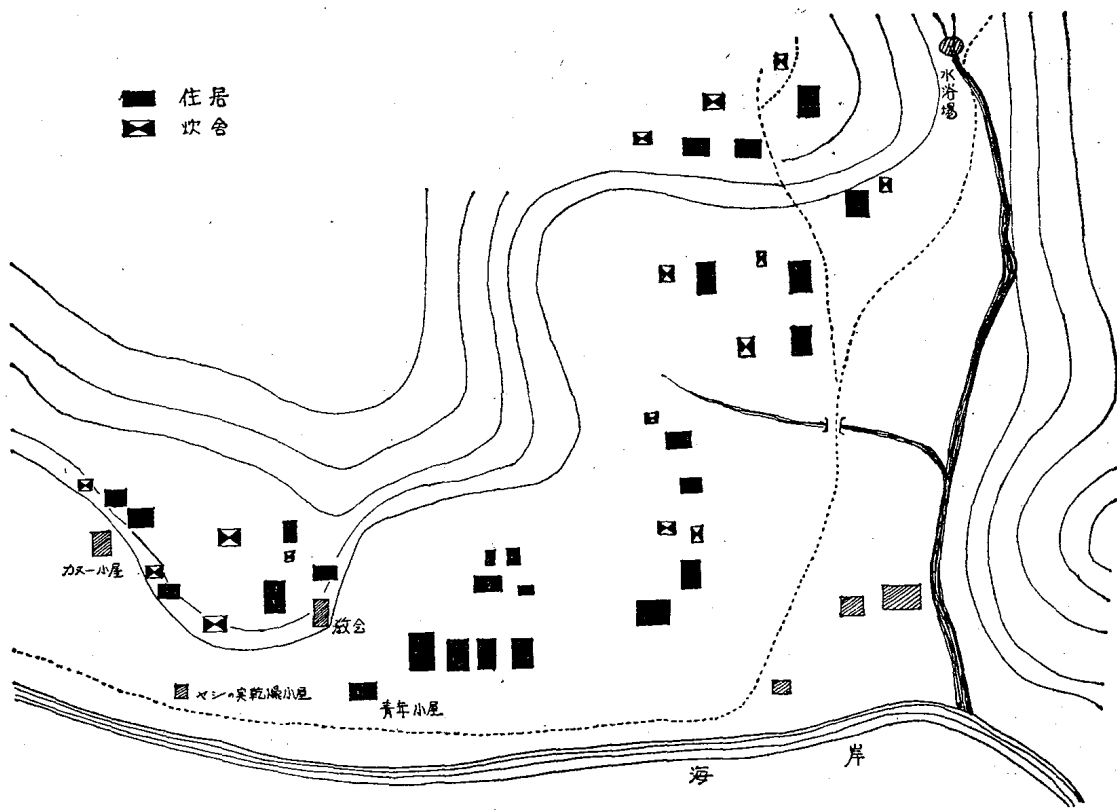 住居
炊舎
水浴場
カヌー小屋
教会
ヤシの実乾燥小屋
青年小屋
海岸